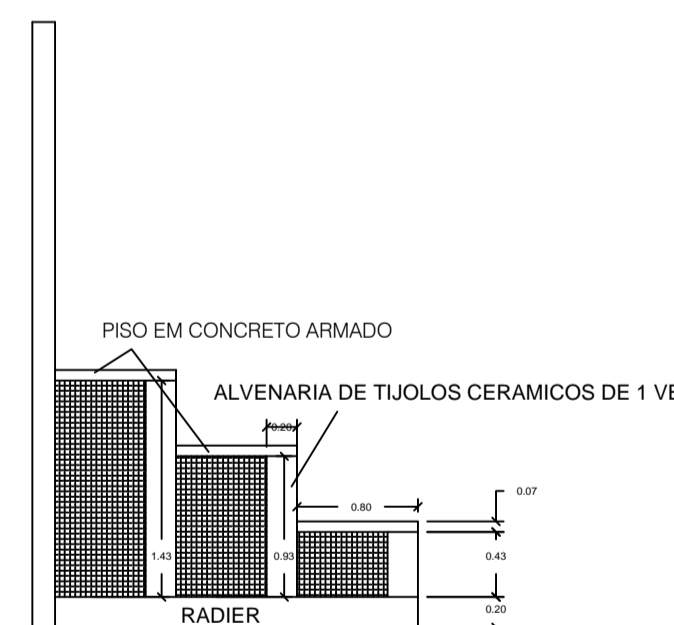 PISO EM CONCRETO ARMADO
ALVENARIA DE TIJOLOS CERAMICOS DE 1 VE
0.20
0.07
0.80
1.43
0.93
0.43
0.20
RADIER